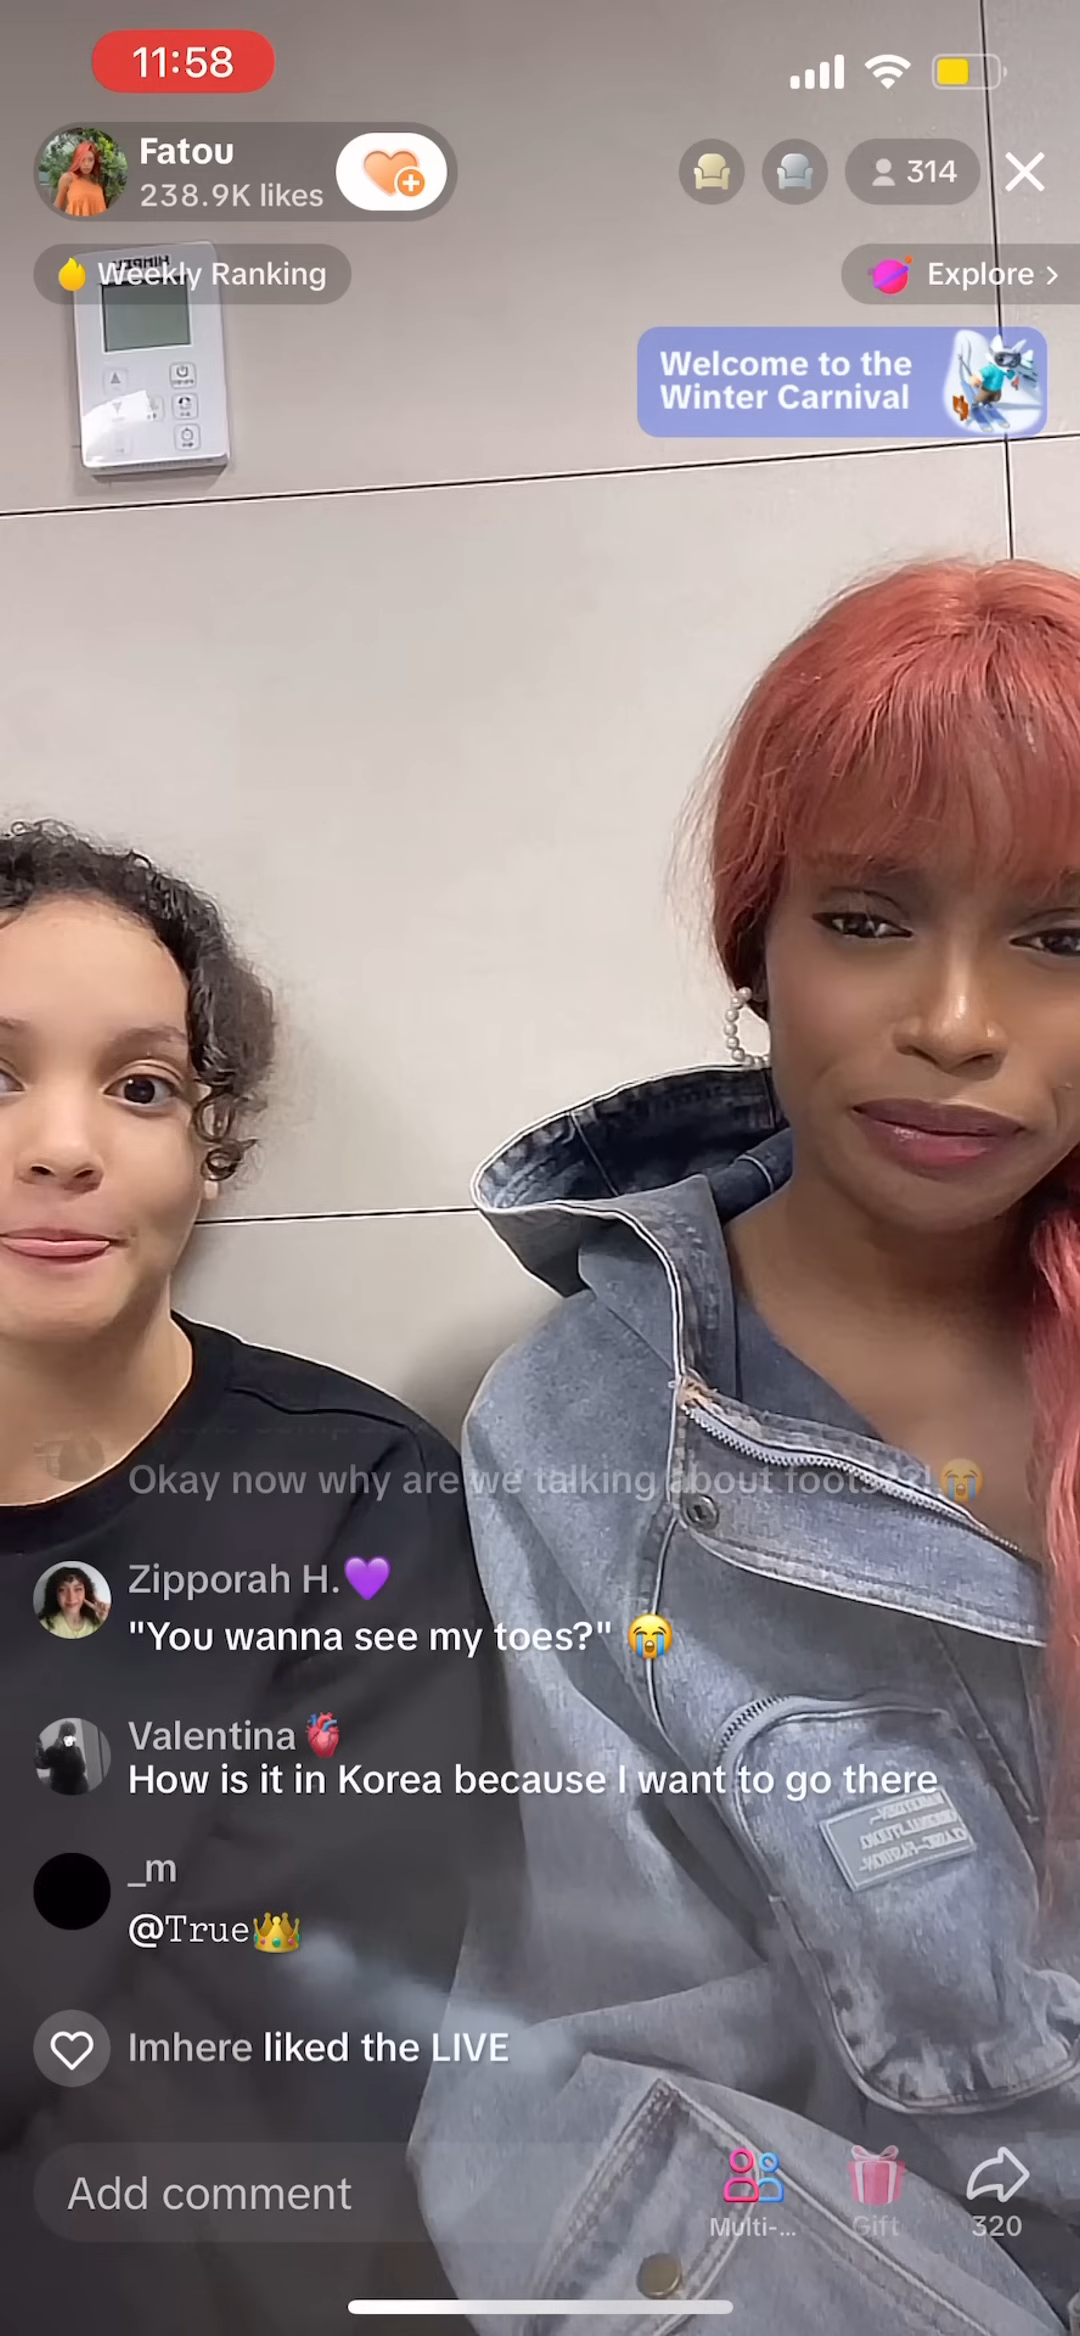 11:58
Fatou
238.9K likes
314
Weekly Ranking
Explore >
Welcome to the
Winter Carnival
Okay now why are we talking about
Zipporah H.💜
"You wanna see my toes?" 😭
Valentina🫀
How is it in Korea because I want to go there
_m
@True👑
Imhere liked the LIVE
Add comment
Multi-...
Gift
320